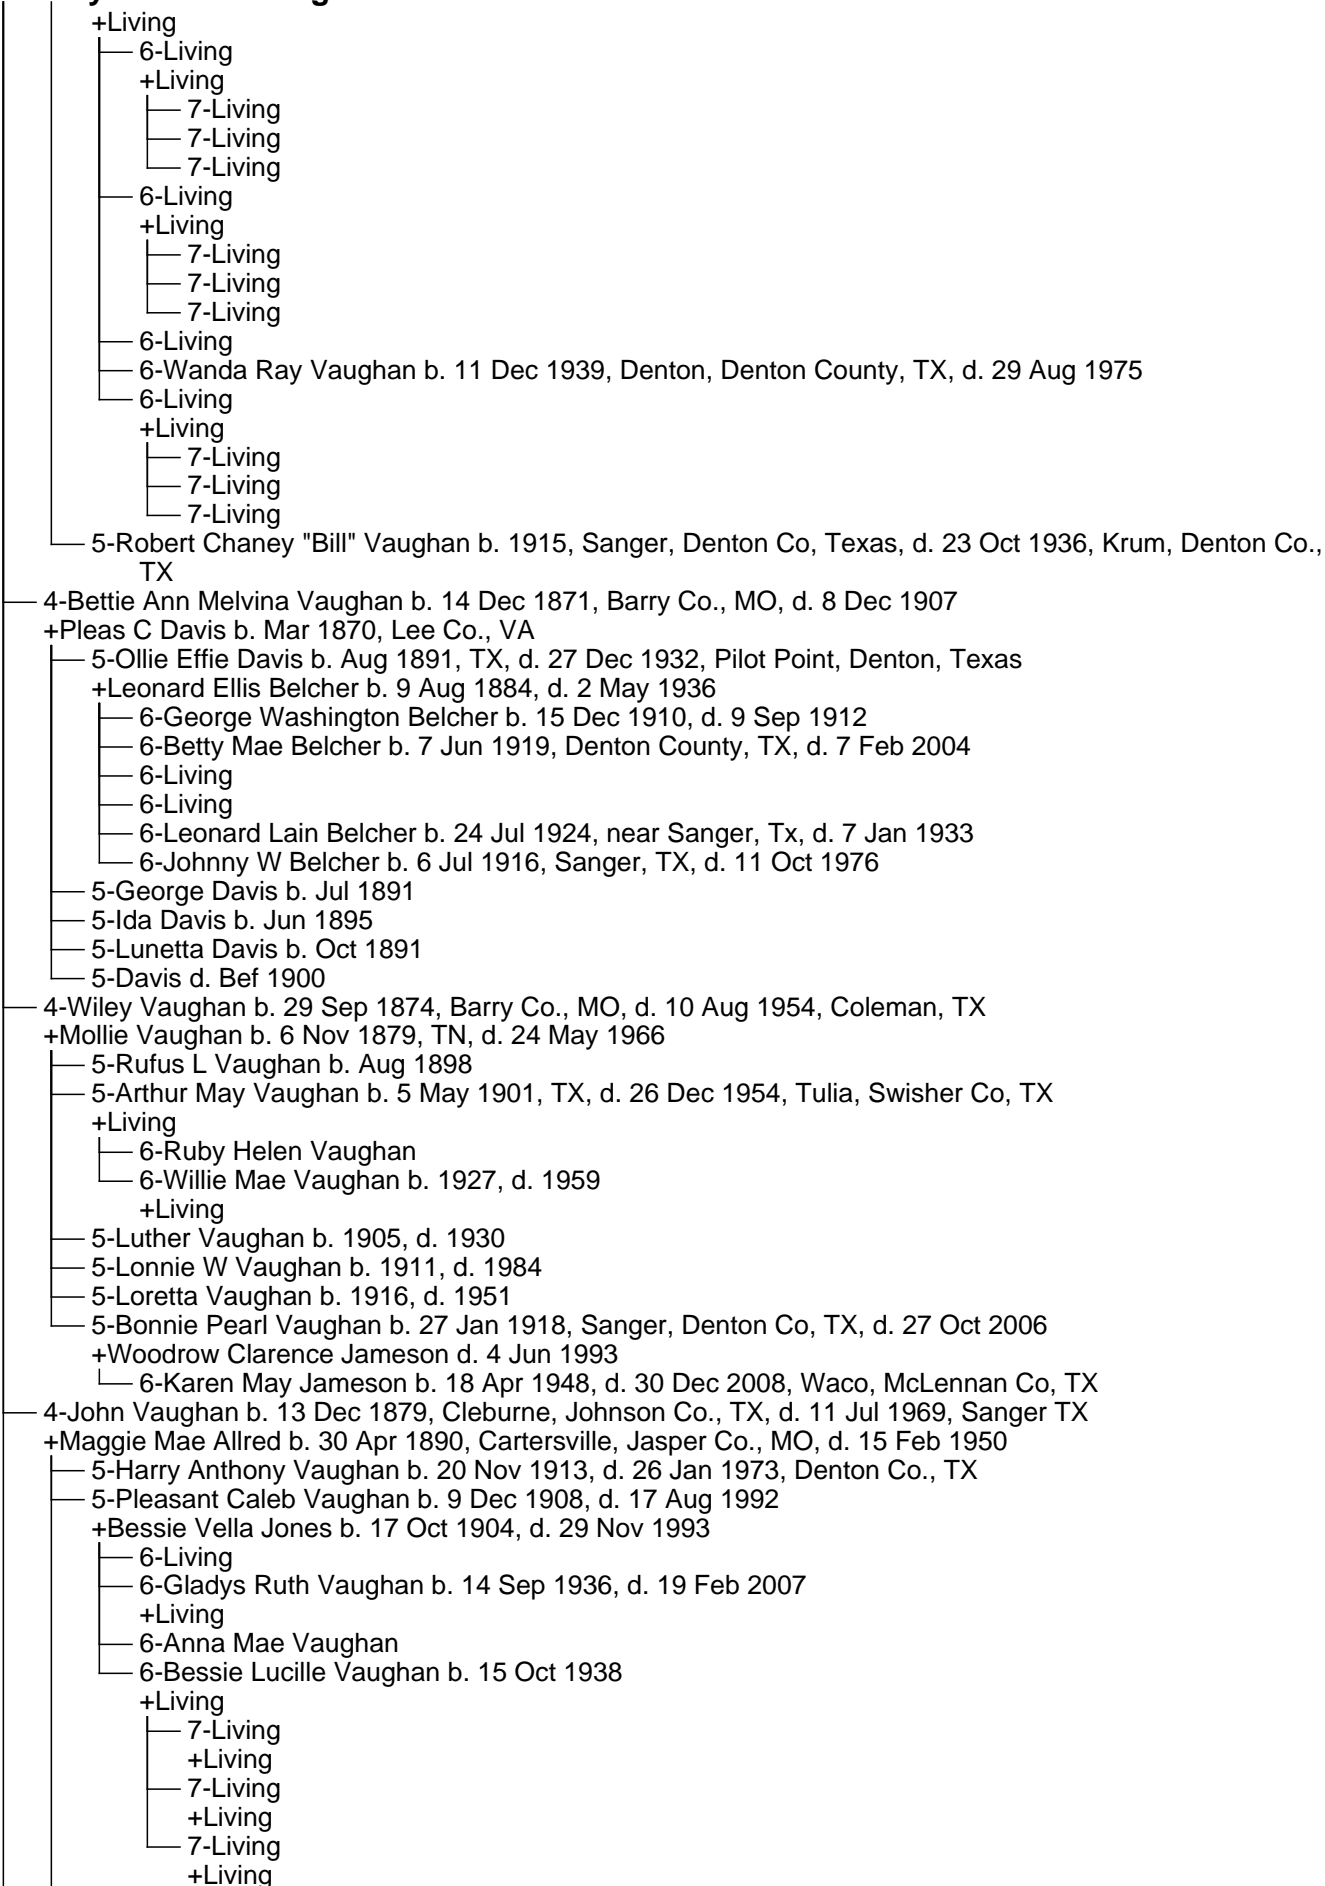 +Living
6-Living
+Living
7-Living
7-Living
7-Living
6-Living
+Living
7-Living
7-Living
7-Living
6-Living
6-Wanda Ray Vaughan b. 11 Dec 1939, Denton, Denton County, TX, d. 29 Aug 1975
6-Living
+Living
7-Living
7-Living
7-Living
5-Robert Chaney "Bill" Vaughan b. 1915, Sanger, Denton Co, Texas, d. 23 Oct 1936, Krum, Denton Co.,
TX
4-Bettie Ann Melvina Vaughan b. 14 Dec 1871, Barry Co., MO, d. 8 Dec 1907
+Pleas C Davis b. Mar 1870, Lee Co., VA
5-Ollie Effie Davis b. Aug 1891, TX, d. 27 Dec 1932, Pilot Point, Denton, Texas
+Leonard Ellis Belcher b. 9 Aug 1884, d. 2 May 1936
6-George Washington Belcher b. 15 Dec 1910, d. 9 Sep 1912
6-Betty Mae Belcher b. 7 Jun 1919, Denton County, TX, d. 7 Feb 2004
6-Living
6-Living
6-Leonard Lain Belcher b. 24 Jul 1924, near Sanger, Tx, d. 7 Jan 1933
6-Johnny W Belcher b. 6 Jul 1916, Sanger, TX, d. 11 Oct 1976
5-George Davis b. Jul 1891
5-Ida Davis b. Jun 1895
5-Lunetta Davis b. Oct 1891
5-Davis d. Bef 1900
4-Wiley Vaughan b. 29 Sep 1874, Barry Co., MO, d. 10 Aug 1954, Coleman, TX
+Mollie Vaughan b. 6 Nov 1879, TN, d. 24 May 1966
5-Rufus L Vaughan b. Aug 1898
5-Arthur May Vaughan b. 5 May 1901, TX, d. 26 Dec 1954, Tulia, Swisher Co, TX
+Living
6-Ruby Helen Vaughan
6-Willie Mae Vaughan b. 1927, d. 1959
+Living
5-Luther Vaughan b. 1905, d. 1930
5-Lonnie W Vaughan b. 1911, d. 1984
5-Loretta Vaughan b. 1916, d. 1951
5-Bonnie Pearl Vaughan b. 27 Jan 1918, Sanger, Denton Co, TX, d. 27 Oct 2006
+Woodrow Clarence Jameson d. 4 Jun 1993
6-Karen May Jameson b. 18 Apr 1948, d. 30 Dec 2008, Waco, McLennan Co, TX
4-John Vaughan b. 13 Dec 1879, Cleburne, Johnson Co., TX, d. 11 Jul 1969, Sanger TX
+Maggie Mae Allred b. 30 Apr 1890, Cartersville, Jasper Co., MO, d. 15 Feb 1950
5-Harry Anthony Vaughan b. 20 Nov 1913, d. 26 Jan 1973, Denton Co., TX
5-Pleasant Caleb Vaughan b. 9 Dec 1908, d. 17 Aug 1992
+Bessie Vella Jones b. 17 Oct 1904, d. 29 Nov 1993
6-Living
6-Gladys Ruth Vaughan b. 14 Sep 1936, d. 19 Feb 2007
+Living
6-Anna Mae Vaughan
6-Bessie Lucille Vaughan b. 15 Oct 1938
+Living
7-Living
+Living
7-Living
+Living
7-Living
+Living